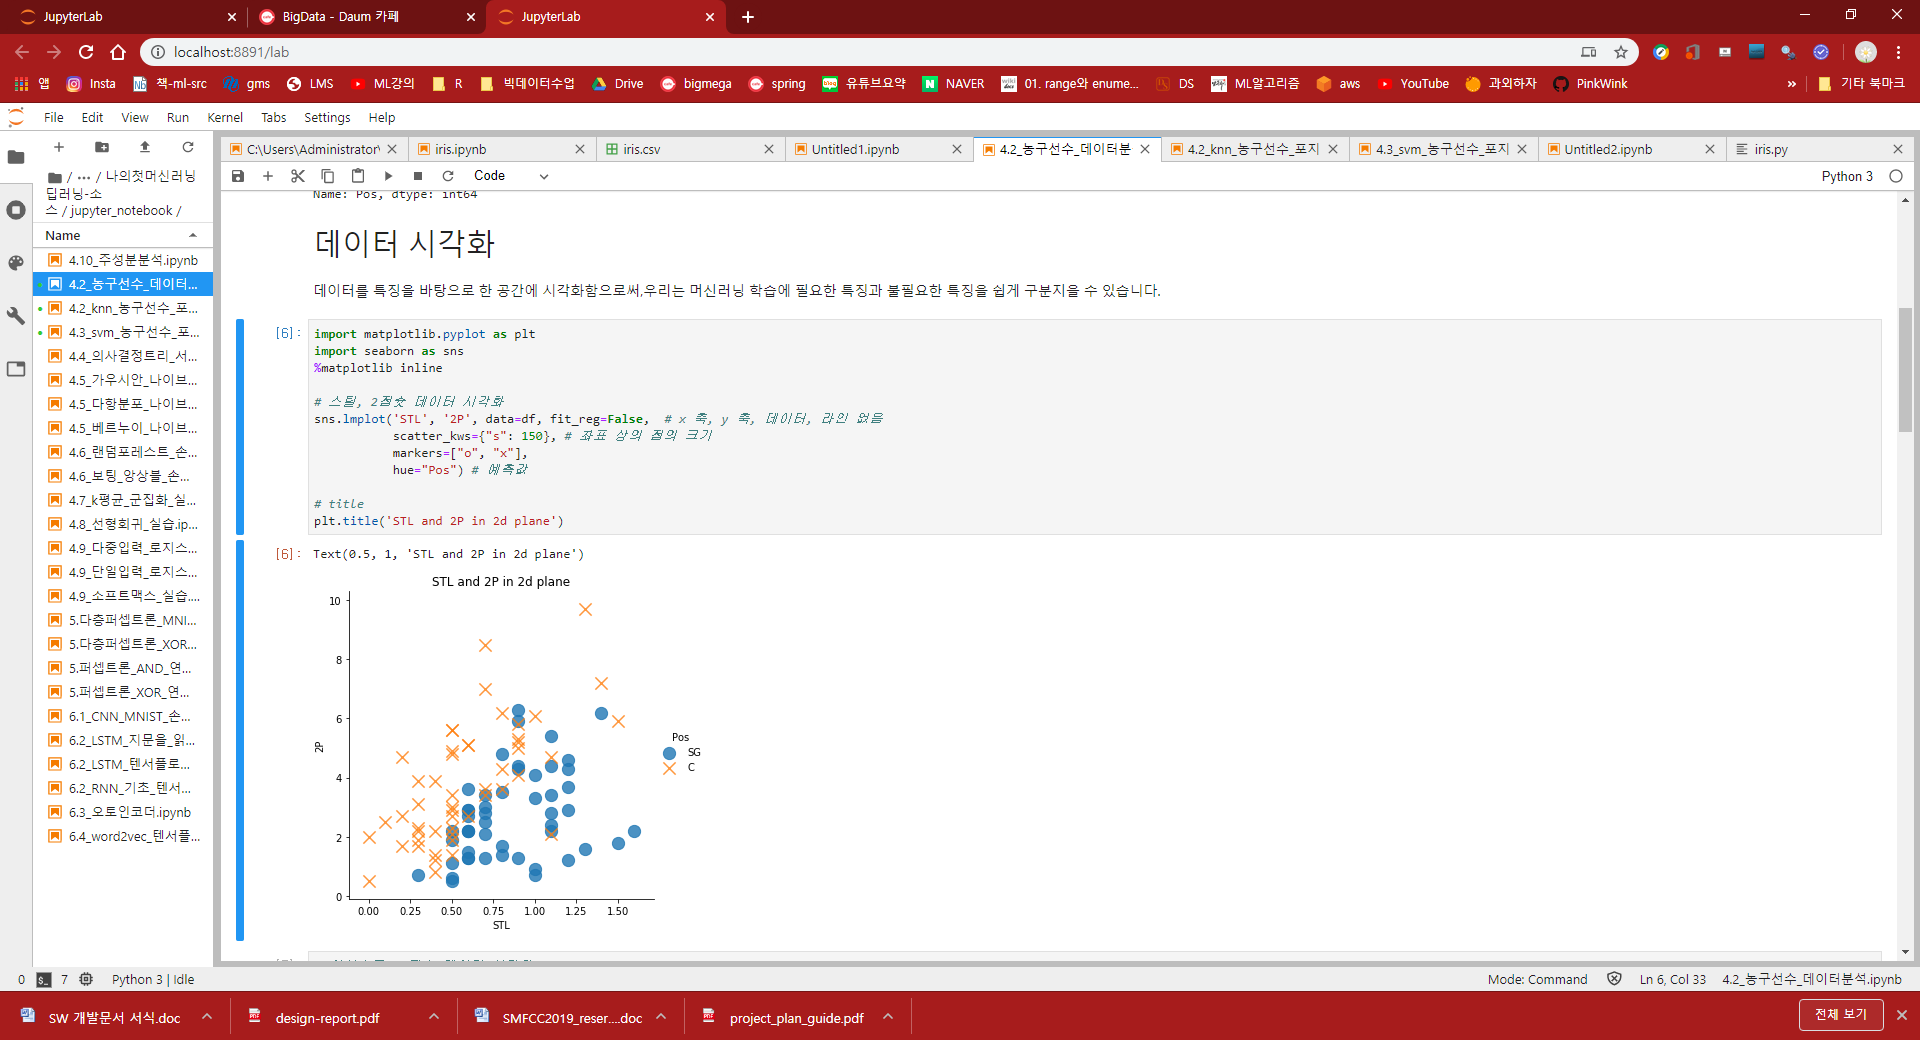 JupyterLab
BigData - Daum 카페
JupyterLab
localhost:8891/lab
앱
Insta
책-ml-src
gms
LMS
ML강의
R
빅데이터수업
Drive
bigmega
spring
유튜브요약
NAVER
01. range와 enume...
DS
ML알고리즘
aws
YouTube
과외하자
PinkWink
»
기타 북마크
File Edit View Run Kernel Tabs Settings Help
/ ··· / 나의첫머신러닝
딥러닝-소
스 / jupyter_notebook /
Name
4.10_주성분분석.ipynb
4.2_농구선수_데이터...
4.2_knn_농구선수_포...
4.3_svm_농구선수_포...
4.4_의사결정트리_서...
4.5_가우시안_나이브...
4.5_다항분포_나이브...
4.5_베르누이_나이브...
4.6_랜덤포레스트_손...
4.6_보팅_앙상블_손...
4.7_k평균_군집화_실...
4.8_선형회귀_실습.ip...
4.9_다중입력_로지스...
4.9_단일입력_로지스...
4.9_소프트맥스_실습....
5.다층퍼셉트론_MNI...
5.다층퍼셉트론_XOR...
5.퍼셉트론_AND_연...
5.퍼셉트론_XOR_연...
6.1_CNN_MNIST_손...
6.2_LSTM_지문을_읽...
6.2_LSTM_텐서플로...
6.2_RNN_기초_텐서...
6.3_오토인코더.ipynb
6.4_word2vec_텐서플...
C:\Users\Administrator\
iris.ipynb
iris.csv
Untitled1.ipynb
4.2_농구선수_데이터분
4.2_knn_농구선수_포지
4.3_svm_농구선수_포지
Untitled2.ipynb
iris.py
Code
Python 3
Name: Pos, dtype: int64
데이터 시각화
데이터를 특징을 바탕으로 한 공간에 시각화함으로써,우리는 머신러닝 학습에 필요한 특징과 불필요한 특징을 쉽게 구분지을 수 있습니다.
[6]:
import matplotlib.pyplot as plt
import seaborn as sns
%matplotlib inline
# 스틸, 2점슛 데이터 시각화
sns.lmplot('STL', '2P', data=df, fit_reg=False, # x 축, y 축, 데이터, 라인 없음
scatter_kws={"s": 150}, # 좌표 상의 점의 크기
markers=["o", "x"],
hue="Pos") # 예측값
# title
plt.title('STL and 2P in 2d plane')
[6]: Text(0.5, 1, 'STL and 2P in 2d plane')
STL and 2P in 2d plane
10
8
6
4
2
0
2P
0.00 0.25 0.50 0.75 1.00 1.25 1.50
STL
Pos
SG
C
0
7
Python 3 | Idle
Mode: Command
Ln 6, Col 33
4.2_농구선수_데이터분석.ipynb
SW 개발문서 서식.doc
design-report.pdf
SMFCC2019_reser....doc
project_plan_guide.pdf
전체 보기